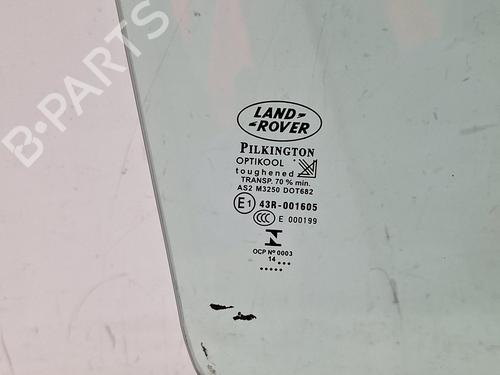 B-PARTS
LAND-
-ROVER
PILKINGTON
OPTIKOOL
toughened
TRANSP. 70 % min.
AS2 M3250 DOT682
E1 43R-001605
CCC E 000199
OCP Nº 0003
14